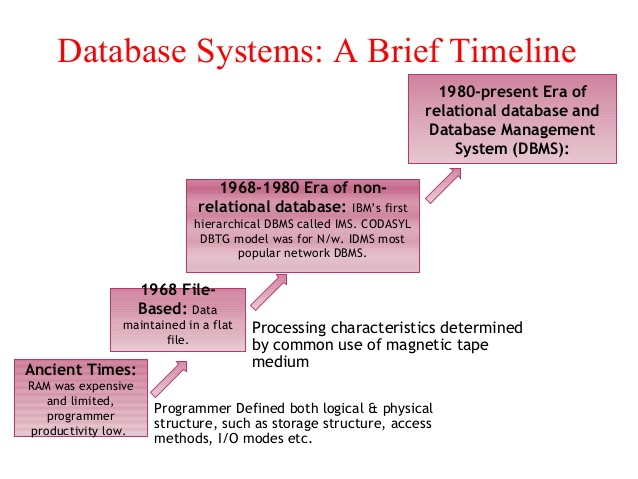 Database Systems: A Brief Timeline
1980-present Era of
relational database and
Database Management
System (DBMS):
1968-1980 Era of non-
relational database: IBM's first
hierarchical DBMS called IMS. CODASYL
DBTG model was for N/w. IDMS most
popular network DBMS.
1968 File-
Based: Data
maintained in a flat
file.
Processing characteristics determined
by common use of magnetic tape
medium
Ancient Times:
RAM was expensive
and limited,
programmer
productivity low.
Programmer Defined both logical & physical
structure, such as storage structure, access
methods, I/O modes etc.